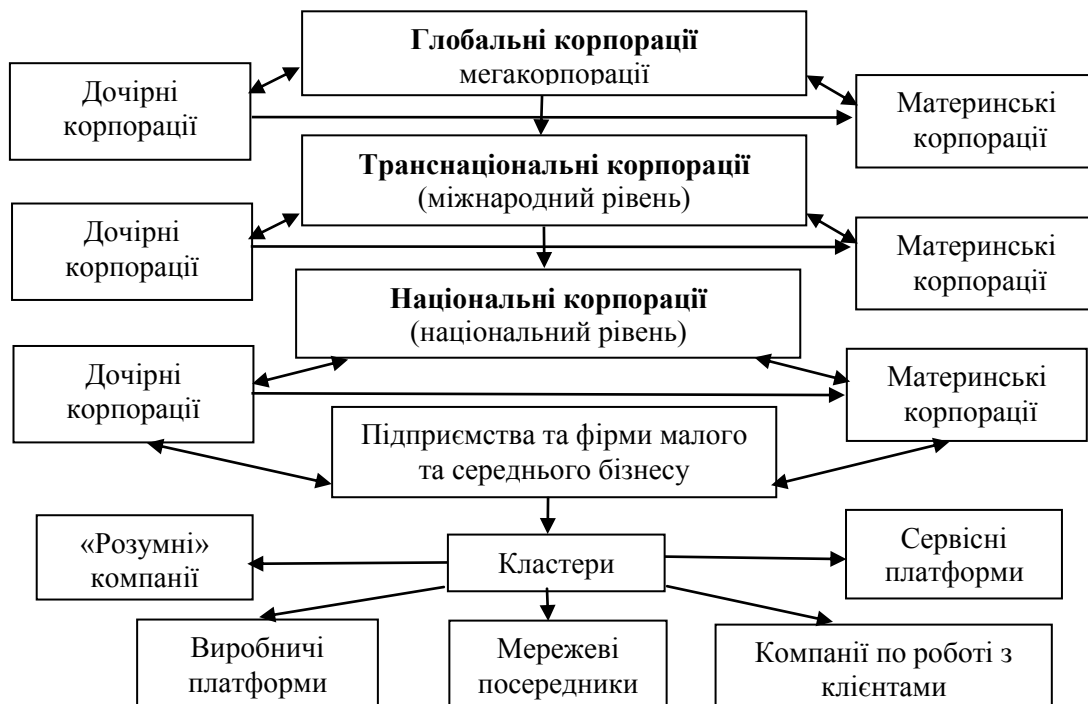 Глобальні корпорації
мегакорпорації
Дочірні
корпорації
Материнські
корпорації
Транснаціональні корпорації
(міжнародний рівень)
Дочірні
корпорації
Материнські
корпорації
Національні корпорації
(національний рівень)
Дочірні
корпорації
Материнські
корпорації
Підприємства та фірми малого
та середнього бізнесу
«Розумні»
компанії
Кластери
Сервісні
платформи
Виробничі
платформи
Мережеві
посередники
Компанії по роботі з
клієнтами